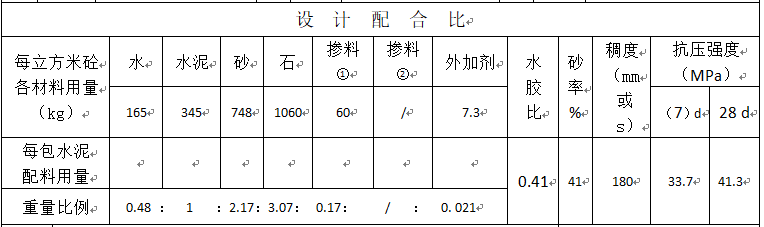 设 计 配 合 比
每立方米砼各材料用量（kg） 水 水泥 砂 石 掺料① 掺料② 外加剂 水胶比 砂率% 稠度（mm或s） 抗压强度（MPa）
165 345 748 1060 60 / 7.3 （7）d 28 d
每包水泥配料用量 0.41 41 180 33.7 41.3
重量比例 0.48 ： 1 ：2.17：3.07：0.17： / ： 0.021